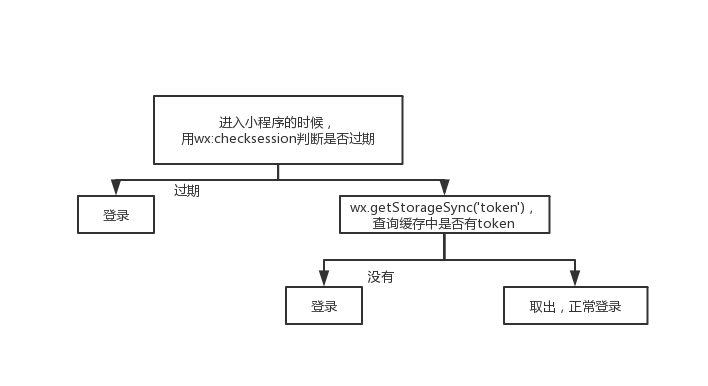 进入小程序的时候，
用wx:checksession判断是否过期
过期
登录
wx.getStorageSync('token')，
查询缓存中是否有token
没有
登录
取出，正常登录